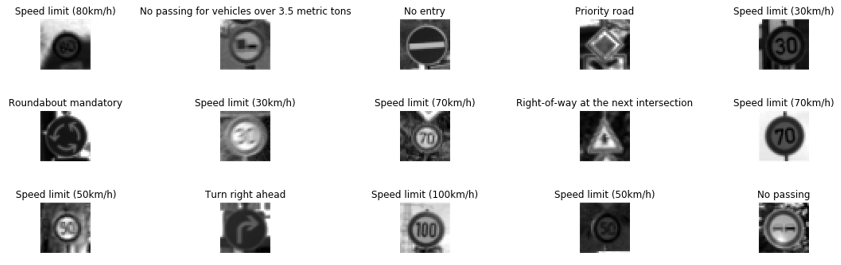 Speed limit (80km/h)
No passing for vehicles over 3.5 metric tons
No entry
Priority road
Speed limit (30km/h)
30
Roundabout mandatory
Speed limit (30km/h)
30
Speed limit (70km/h)
70
Right-of-way at the next intersection
Speed limit (70km/h)
70
Speed limit (50km/h)
50
Turn right ahead
Speed limit (100km/h)
100
Speed limit (50km/h)
50
No passing